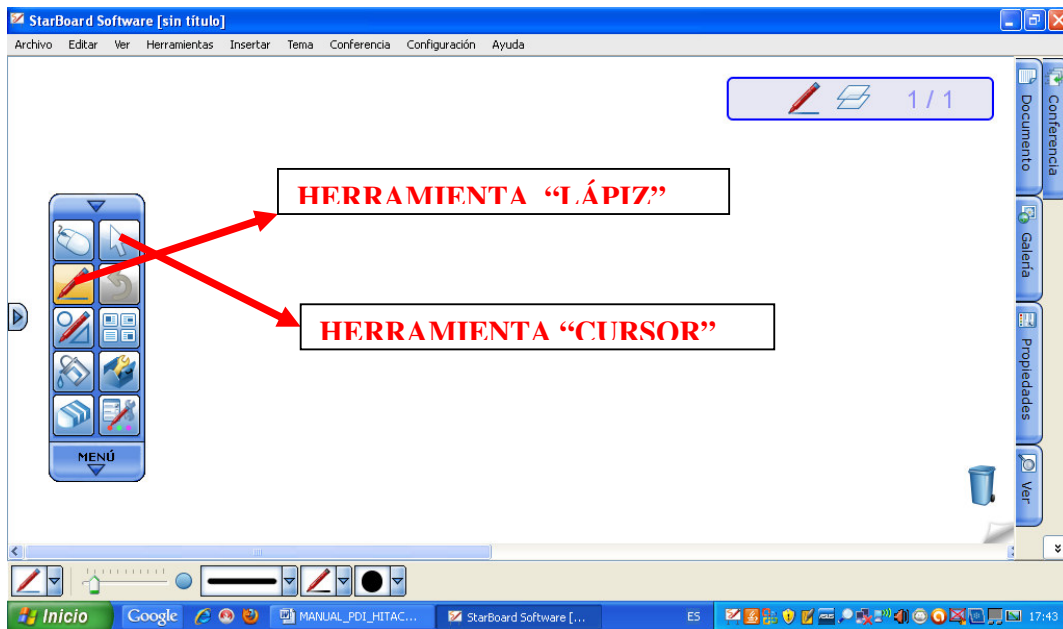 StarBoard Software [sin título]
Archivo Editar Ver Herramientas Insertar Tema Conferencia Configuración Ayuda
1 / 1
Conferencia
Documento
HERRAMIENTA “LÁPIZ”
Galería
HERRAMIENTA “CURSOR”
Propiedades
MENÚ
Ver
Inicio Google MANUAL_PDI_HITAC... StarBoard Software [... ES 17:43